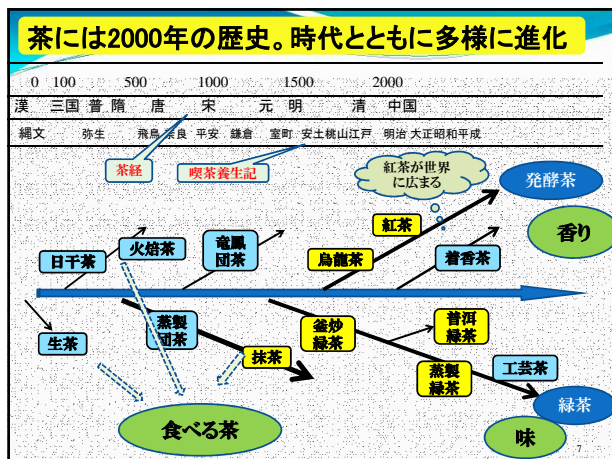 茶には2000年の歴史。時代とともに多様に進化
0 100 500 1000 1500 2000
漢 三国 普 隋 唐 宋 元 明 清 中国
縄文 弥生 飛鳥 奈良 平安 鎌倉 室町 安土桃山江戸 明治 大正昭和平成
茶経
喫茶養生記
紅茶が世界
に広まる
発酵茶
香り
紅茶
火焙茶
竜鳳
団茶
日干茶
烏龍茶
着香茶
生茶
蒸製
団茶
抹茶
釜炒
緑茶
普洱
緑茶
蒸製
緑茶
工芸茶
緑茶
食べる茶
味
7